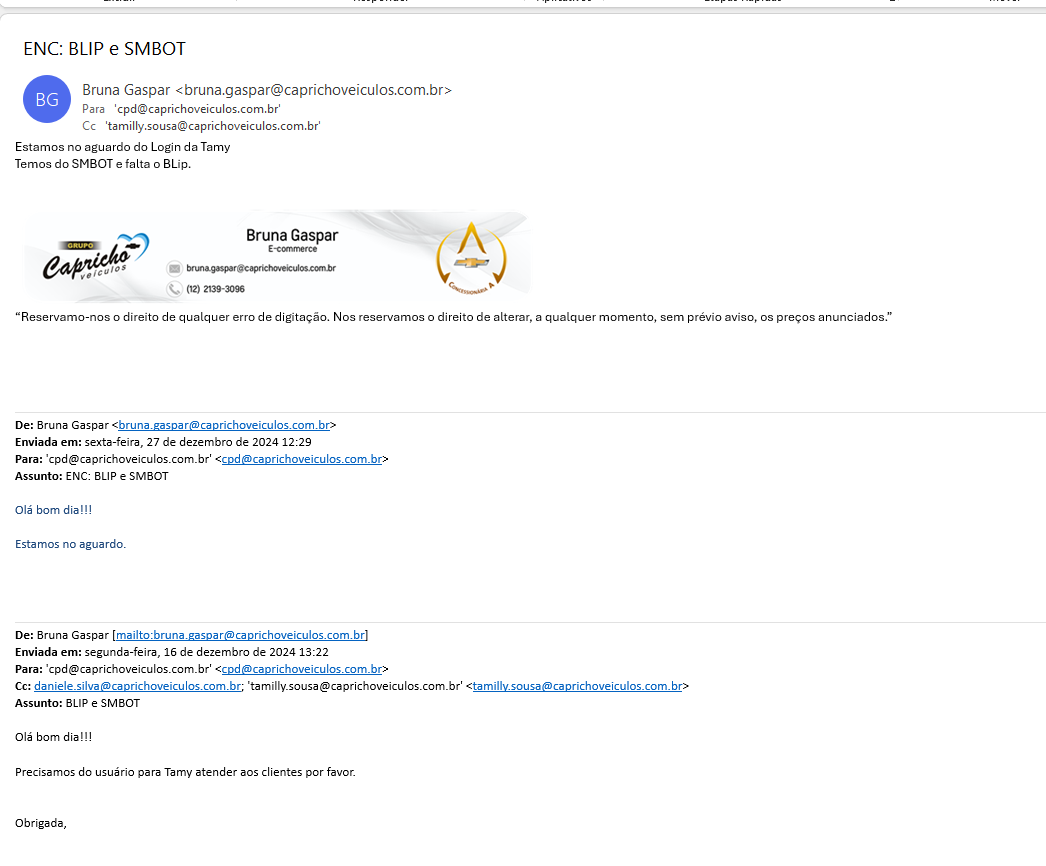 ENC: BLIP e SMBOT
BG
Bruna Gaspar <bruna.gaspar@caprichoveiculos.com.br>
Para 'cpd@caprichoveiculos.com.br'
Cc 'tamilly.sousa@caprichoveiculos.com.br'
Estamos no aguardo do Login da Tamy
Temos do SMBOT e falta o BLip.
GRUPO
Capricho
veículos
Bruna Gaspar
E-commerce
bruna.gaspar@caprichoveiculos.com.br
(12) 2139-3096
CONCESSIONÁRIA A
“Reservamo-nos o direito de qualquer erro de digitação. Nos reservamos o direito de alterar, a qualquer momento, sem prévio aviso, os preços anunciados.”
De: Bruna Gaspar <bruna.gaspar@caprichoveiculos.com.br>
Enviada em: sexta-feira, 27 de dezembro de 2024 12:29
Para: 'cpd@caprichoveiculos.com.br' <cpd@caprichoveiculos.com.br>
Assunto: ENC: BLIP e SMBOT
Olá bom dia!!!
Estamos no aguardo.
De: Bruna Gaspar [mailto:bruna.gaspar@caprichoveiculos.com.br]
Enviada em: segunda-feira, 16 de dezembro de 2024 13:22
Para: 'cpd@caprichoveiculos.com.br' <cpd@caprichoveiculos.com.br>
Cc: daniele.silva@caprichoveiculos.com.br; 'tamilly.sousa@caprichoveiculos.com.br' <tamilly.sousa@caprichoveiculos.com.br>
Assunto: BLIP e SMBOT
Olá bom dia!!!
Precisamos do usuário para Tamy atender aos clientes por favor.
Obrigada,